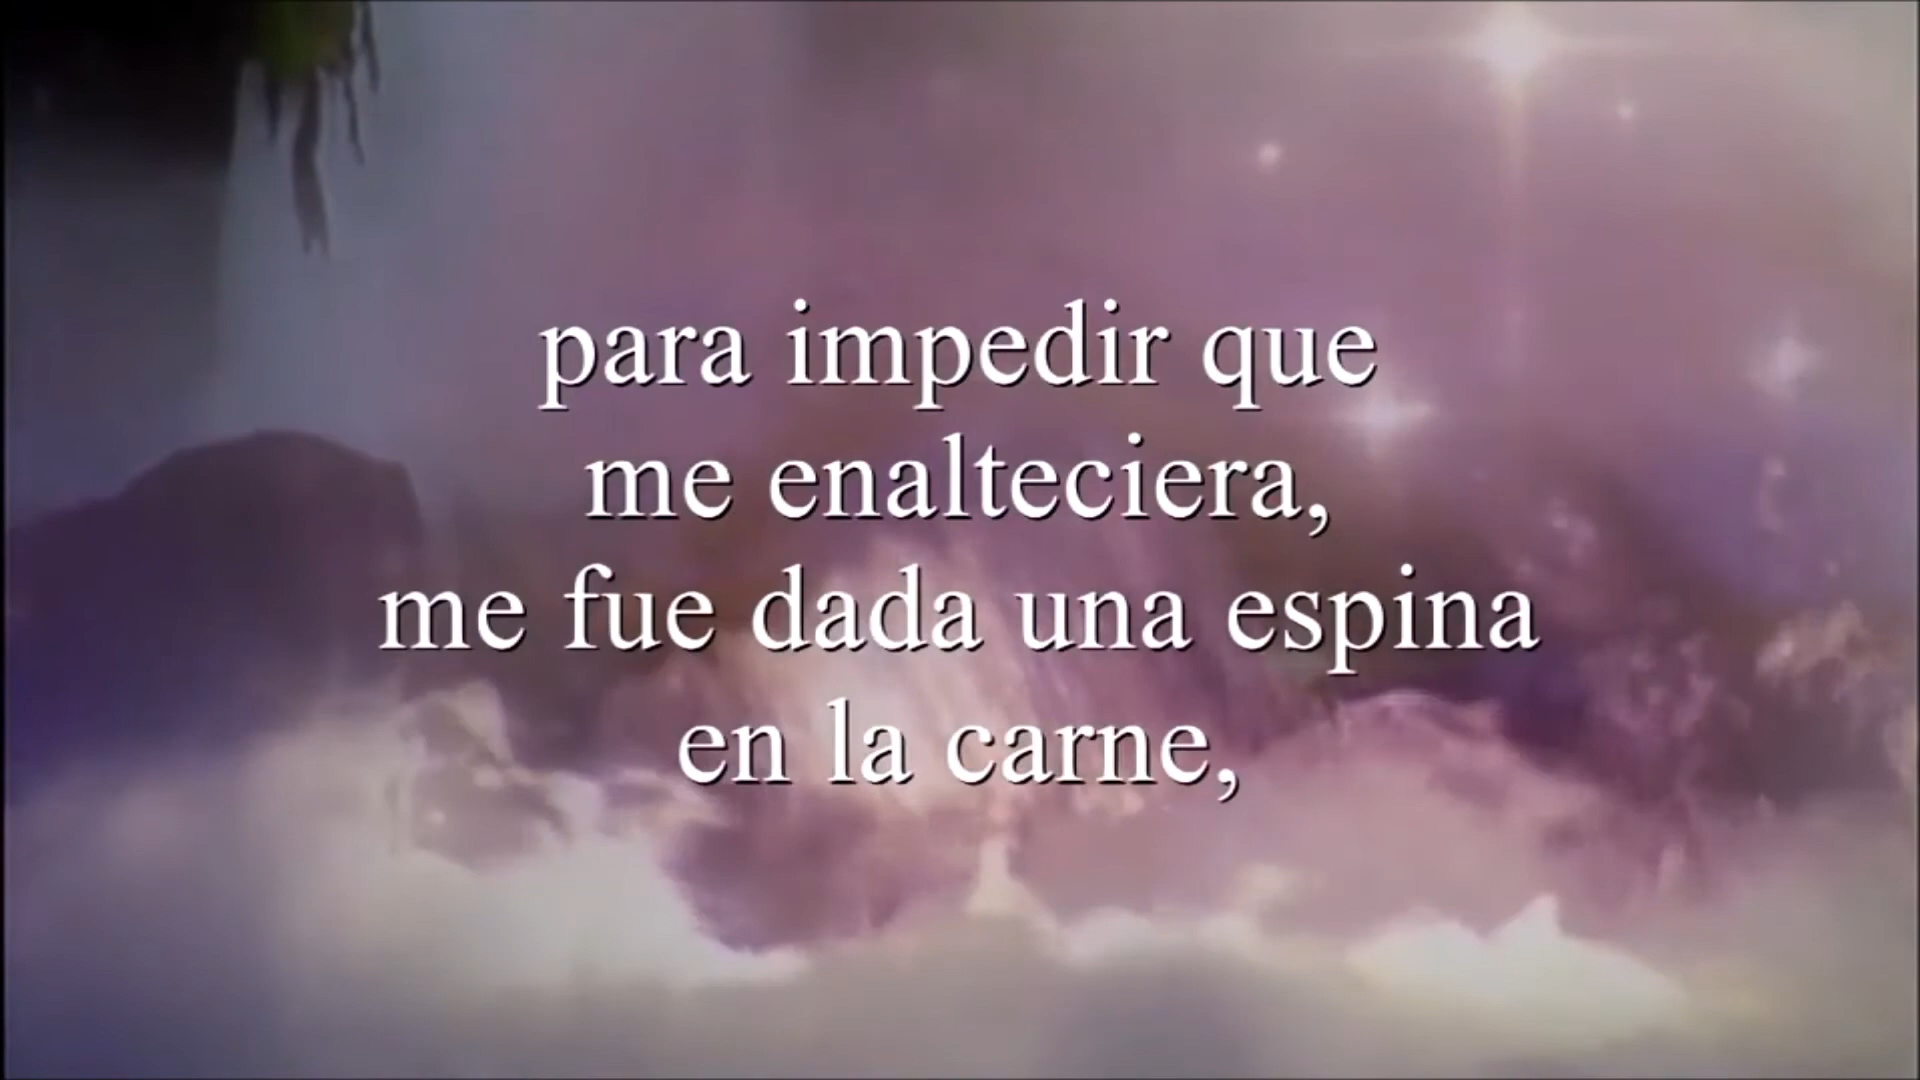 para impedir que
me enalteciera,
me fue dada una espina
en la carne,